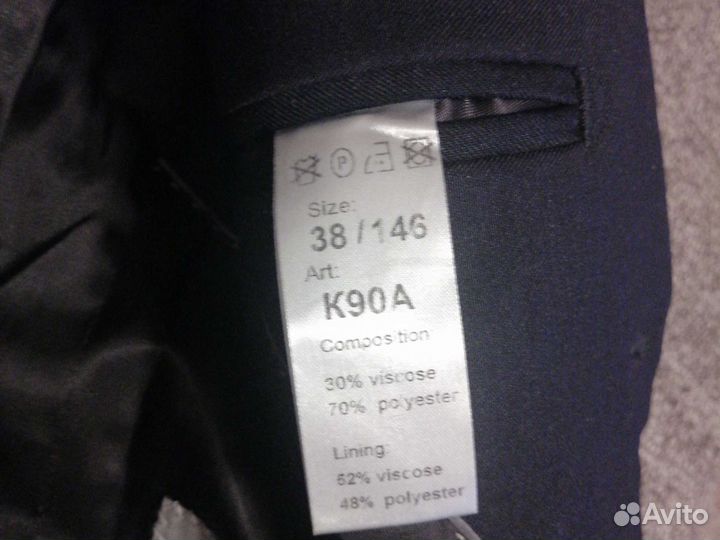 P
Size:
38 / 146
Art:
K90A
Composition
30% viscose
70% polyester
Lining:
52% viscose
48% polyester
Avito